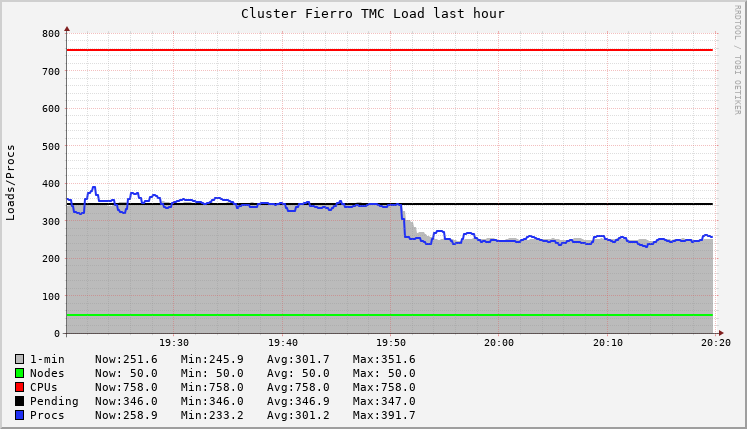 Cluster Fierro TMC Load last hour
RRDTOOL / TOBI OETIKER
Loads/Procs
800
700
600
500
400
300
200
100
0
19:30 19:40 19:50 20:00 20:10 20:20
1-min Now:251.6 Min:245.9 Avg:301.7 Max:351.6
Nodes Now: 50.0 Min: 50.0 Avg: 50.0 Max: 50.0
CPUs Now:758.0 Min:758.0 Avg:758.0 Max:758.0
Pending Now:346.0 Min:346.0 Avg:346.9 Max:347.0
Procs Now:258.9 Min:233.2 Avg:301.2 Max:391.7